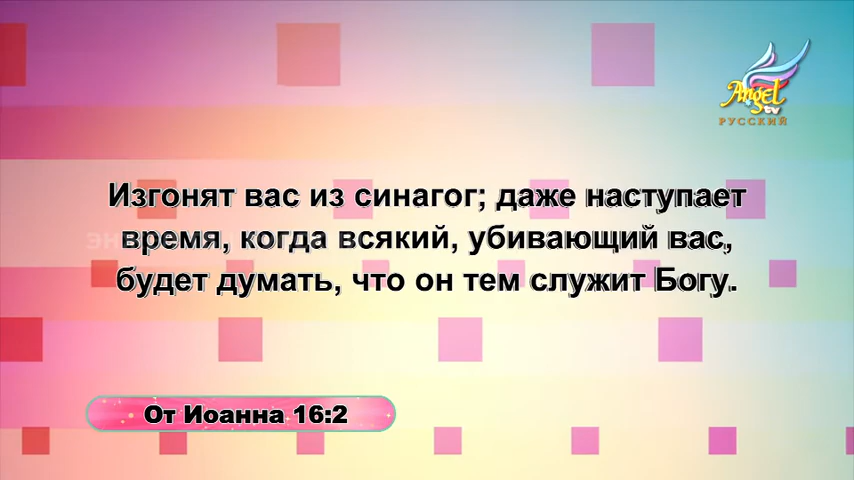 Angel
tv
РУССКИЙ
Изгонят вас из синагог; даже наступает
время, когда всякий, убивающий вас,
будет думать, что он тем служит Богу.
От Иоанна 16:2